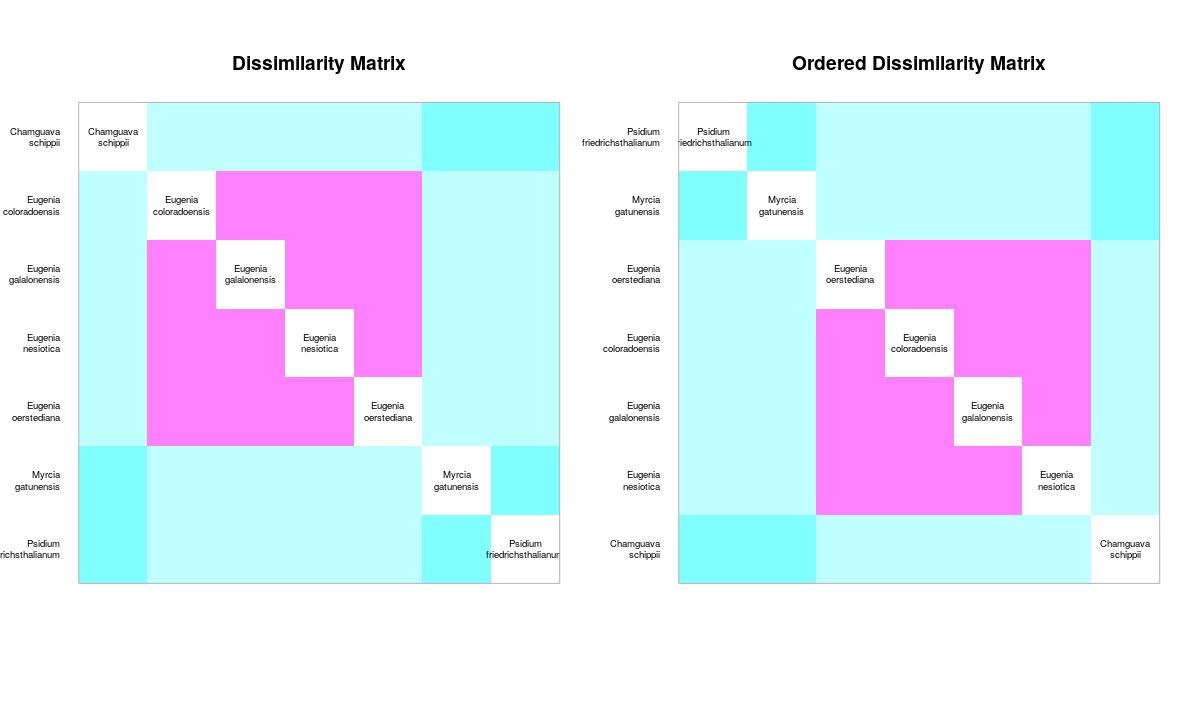 Dissimilarity Matrix
Chamguava
schippii
Eugenia
coloradoensis
Eugenia
galalonensis
Eugenia
nesiotica
Eugenia
oerstediana
Myrcia
gatunensis
Psidium
richsthalianum
Chamguava
schippii
Eugenia
coloradoensis
Eugenia
galalonensis
Eugenia
nesiotica
Eugenia
oerstediana
Myrcia
gatunensis
Psidium
friedrichsthalianum
Ordered Dissimilarity Matrix
Psidium
friedrichsthalianum
Myrcia
gatunensis
Eugenia
oerstediana
Eugenia
coloradoensis
Eugenia
galalonensis
Eugenia
nesiotica
Chamguava
schippii
Psidium
friedrichsthalianum
Myrcia
gatunensis
Eugenia
oerstediana
Eugenia
coloradoensis
Eugenia
galalonensis
Eugenia
nesiotica
Chamguava
schippii